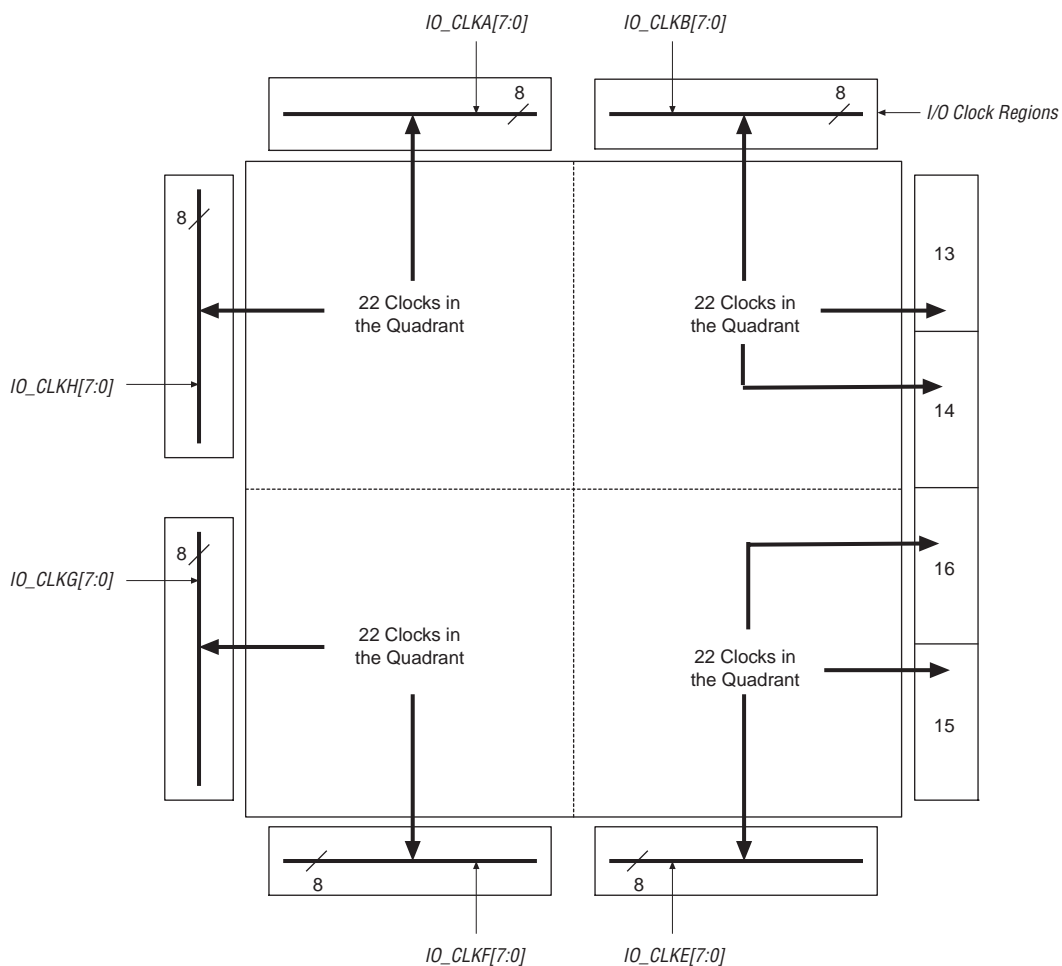 IO_CLKA[7:0]
IO_CLKB[7:0]
8
8
I/O Clock Regions
8
13
22 Clocks in
the Quadrant
22 Clocks in
the Quadrant
IO_CLKH[7:0]
14
8
16
IO_CLKG[7:0]
22 Clocks in
the Quadrant
22 Clocks in
the Quadrant
15
8
8
IO_CLKF[7:0]
IO_CLKE[7:0]